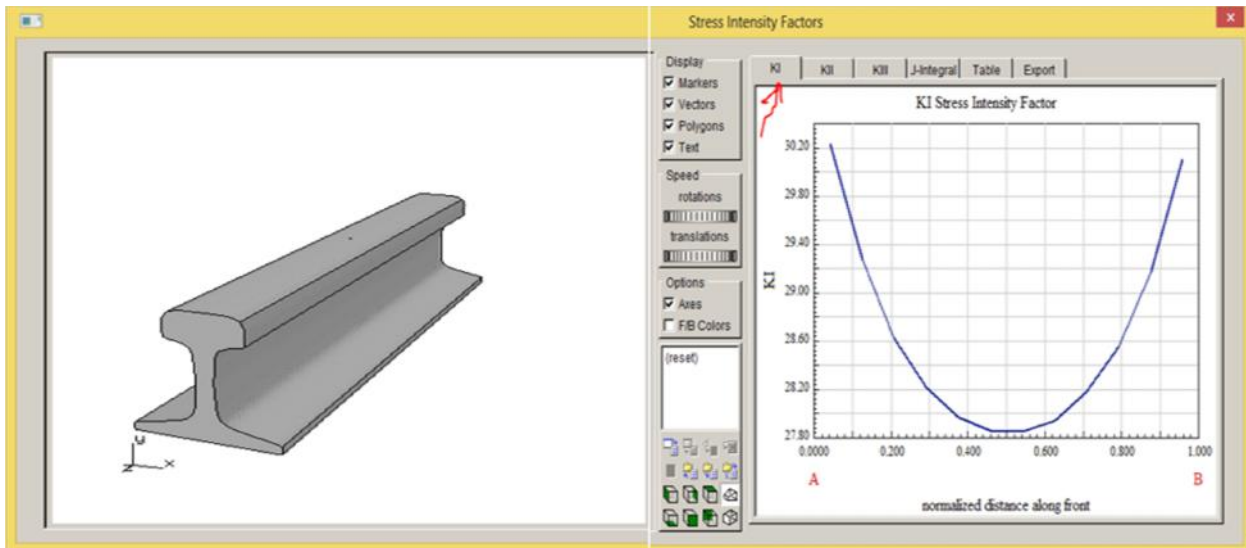 Stress Intensity Factors
x
Display
Markers
Vectors
Polygons
Text
Speed
rotations
translations
Options
Axes
F/B Colors
(reset)
KI KII KIII J-Integral Table Export
KI Stress Intensity Factor
KI
30.20
29.80
29.40
29.00
28.60
28.20
27.80
0.0000 0.200 0.400 0.600 0.800 1.000
A B
normalized distance along front
y
z x